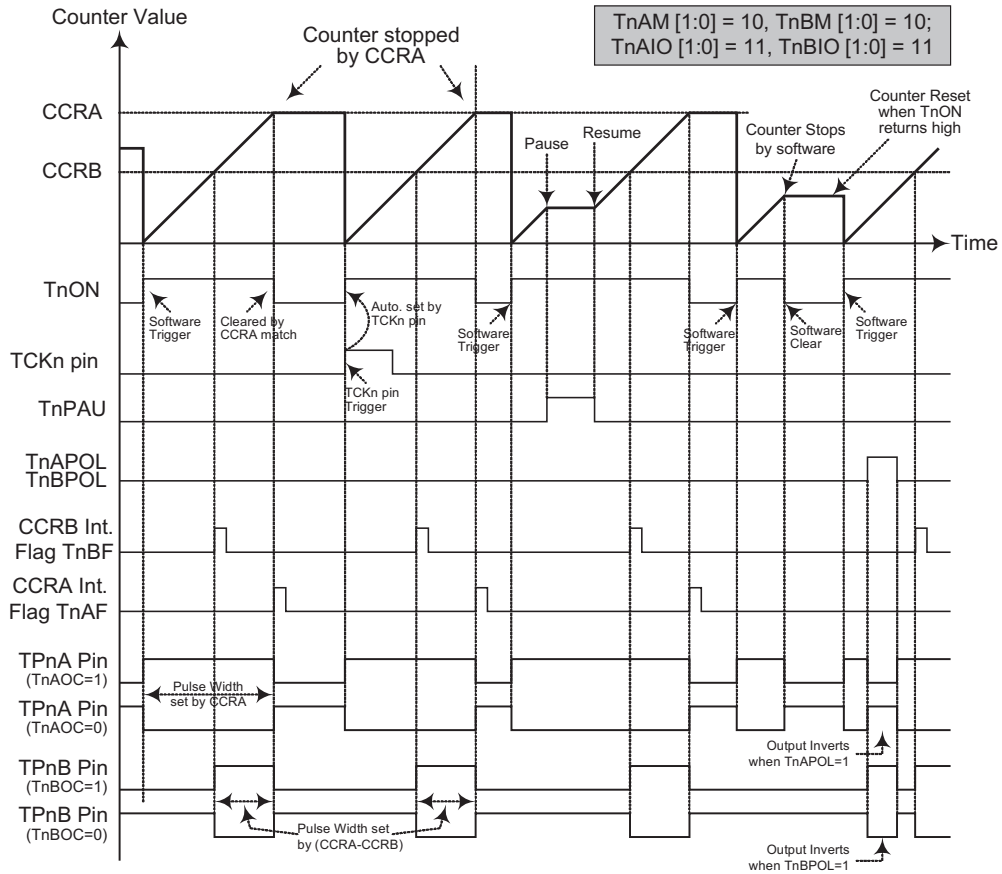 Counter Value
TnAM [1:0] = 10, TnBM [1:0] = 10;
TnAIO [1:0] = 11, TnBIO [1:0] = 11
Counter stopped
by CCRA
CCRA
CCRB
Pause
Resume
Counter Stops
by software
Counter Reset
when TnON
returns high
Time
TnON
Software
Trigger
Cleared by
CCRA match
Auto. set by
TCKn pin
Software
Trigger
Software
Trigger
Software
Clear
Software
Trigger
TCKn pin
TCKn pin
Trigger
TnPAU
TnAPOL
TnBPOL
CCRB Int.
Flag TnBF
CCRA Int.
Flag TnAF
TPnA Pin
(TnAOC=1)
Pulse Width
set by CCRA
TPnA Pin
(TnAOC=0)
Output Inverts
when TnAPOL=1
TPnB Pin
(TnBOC=1)
TPnB Pin
(TnBOC=0)
Pulse Width set
by (CCRA-CCRB)
Output Inverts
when TnBPOL=1